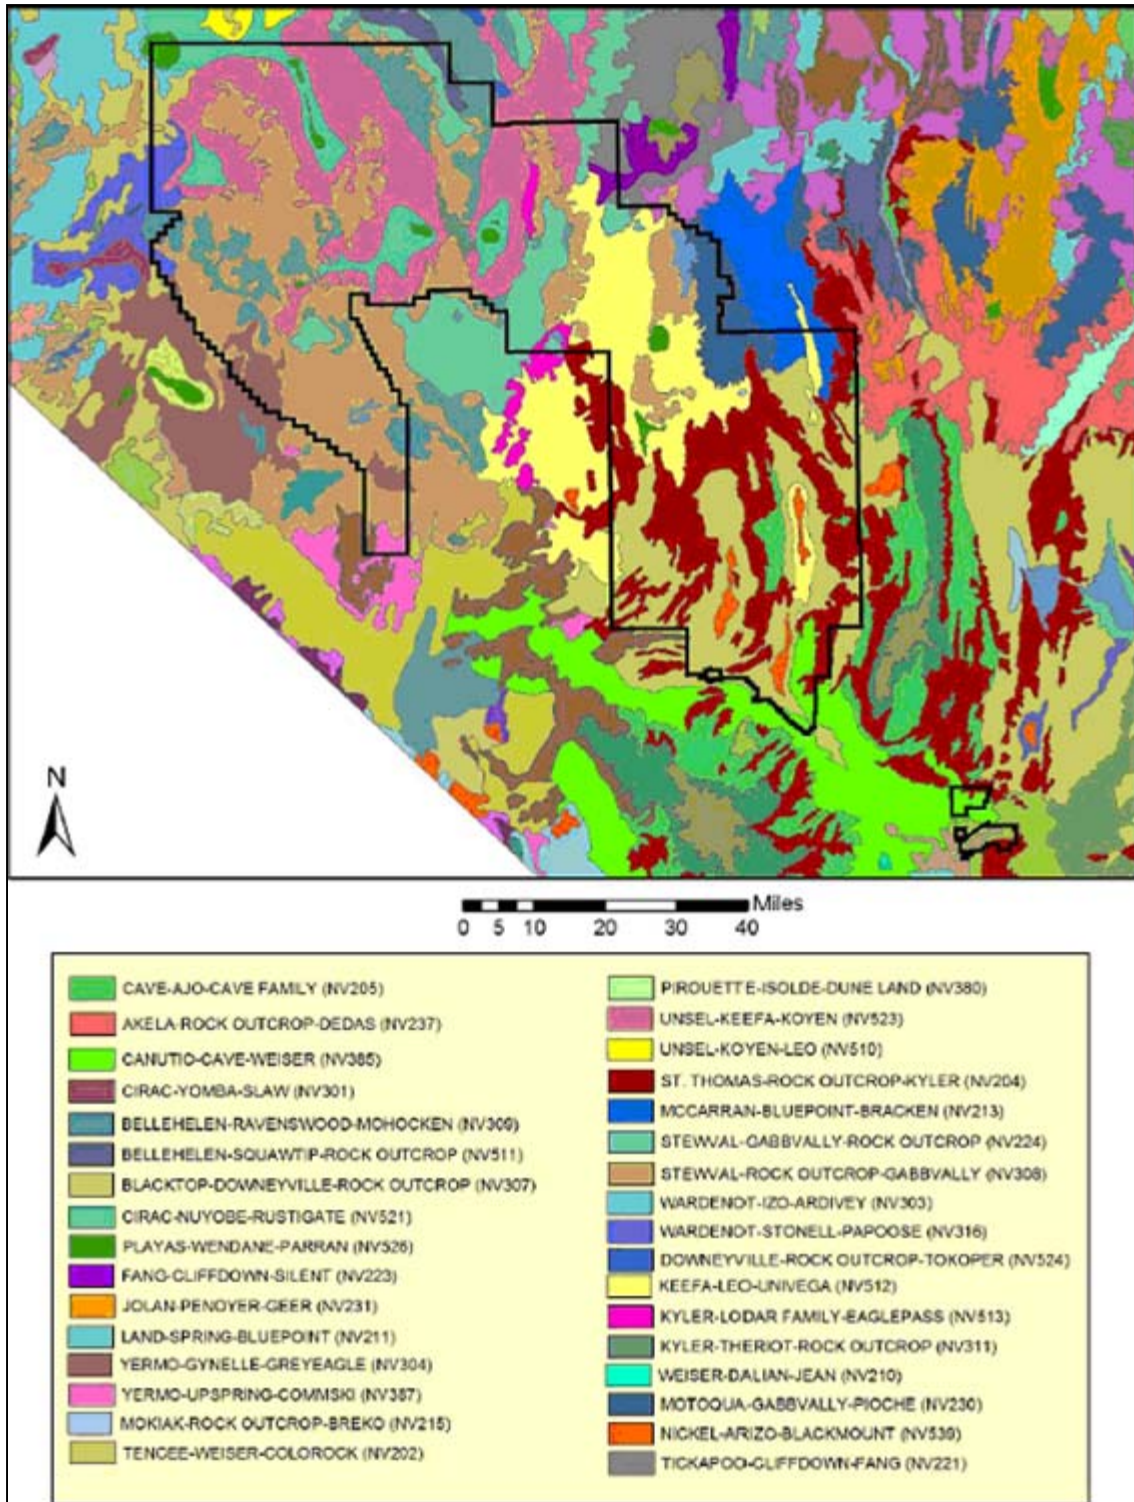 N
Miles
0 5 10 20 30 40
CAVE-AJO-CAVE FAMILY (NV205)
AKELA-ROCK OUTCROP-DEDAS (NV237)
CANUTIO-CAVE-WEISER (NV385)
CIRAC-YOMBA-SLAW (NV301)
BELLEHELEN-RAVENSWOOD-MOHOCKEN (NV309)
BELLEHELEN-SQUAWTIP-ROCK OUTCROP (NV511)
BLACKTOP-DOWNEYVILLE-ROCK OUTCROP (NV307)
CIRAC-NUYOBE-RUSTIGATE (NV521)
PLAYAS-WENDANE-PARRAN (NV526)
FANG-CLIFFDOWN-SILENT (NV223)
JOLAN-PENOYER-GEER (NV231)
LAND-SPRING-BLUEPOINT (NV211)
YERMO-GYNELLE-GREYEAGLE (NV304)
YERMO-UPSPRING-COMMSKI (NV387)
MOKIAK-ROCK OUTCROP-BREKO (NV215)
TENCEE-WEISER-COLOROCK (NV202)
PIROUETTE-ISOLDE-DUNE LAND (NV380)
UNSEL-KEEFA-KOYEN (NV523)
UNSEL-KOYEN-LEO (NV510)
ST. THOMAS-ROCK OUTCROP-KYLER (NV204)
MCCARRAN-BLUEPOINT-BRACKEN (NV213)
STEWVAL-GABBVALLY-ROCK OUTCROP (NV224)
STEWVAL-ROCK OUTCROP-GABBVALLY (NV308)
WARDENOT-IZO-ARDIVEY (NV303)
WARDENOT-STONELL-PAPOOSE (NV316)
DOWNEYVILLE-ROCK OUTCROP-TOKOPER (NV524)
KEEFA-LEO-UNIVEGA (NV512)
KYLER-LODAR FAMILY-EAGLEPASS (NV513)
KYLER-THERIOT-ROCK OUTCROP (NV311)
WEISER-DALIAN-JEAN (NV210)
MOTOQUA-GABBVALLY-PIOCHE (NV230)
NICKEL-ARIZO-BLACKMOUNT (NV539)
TICKAPOO-CLIFFDOWN-FANG (NV221)